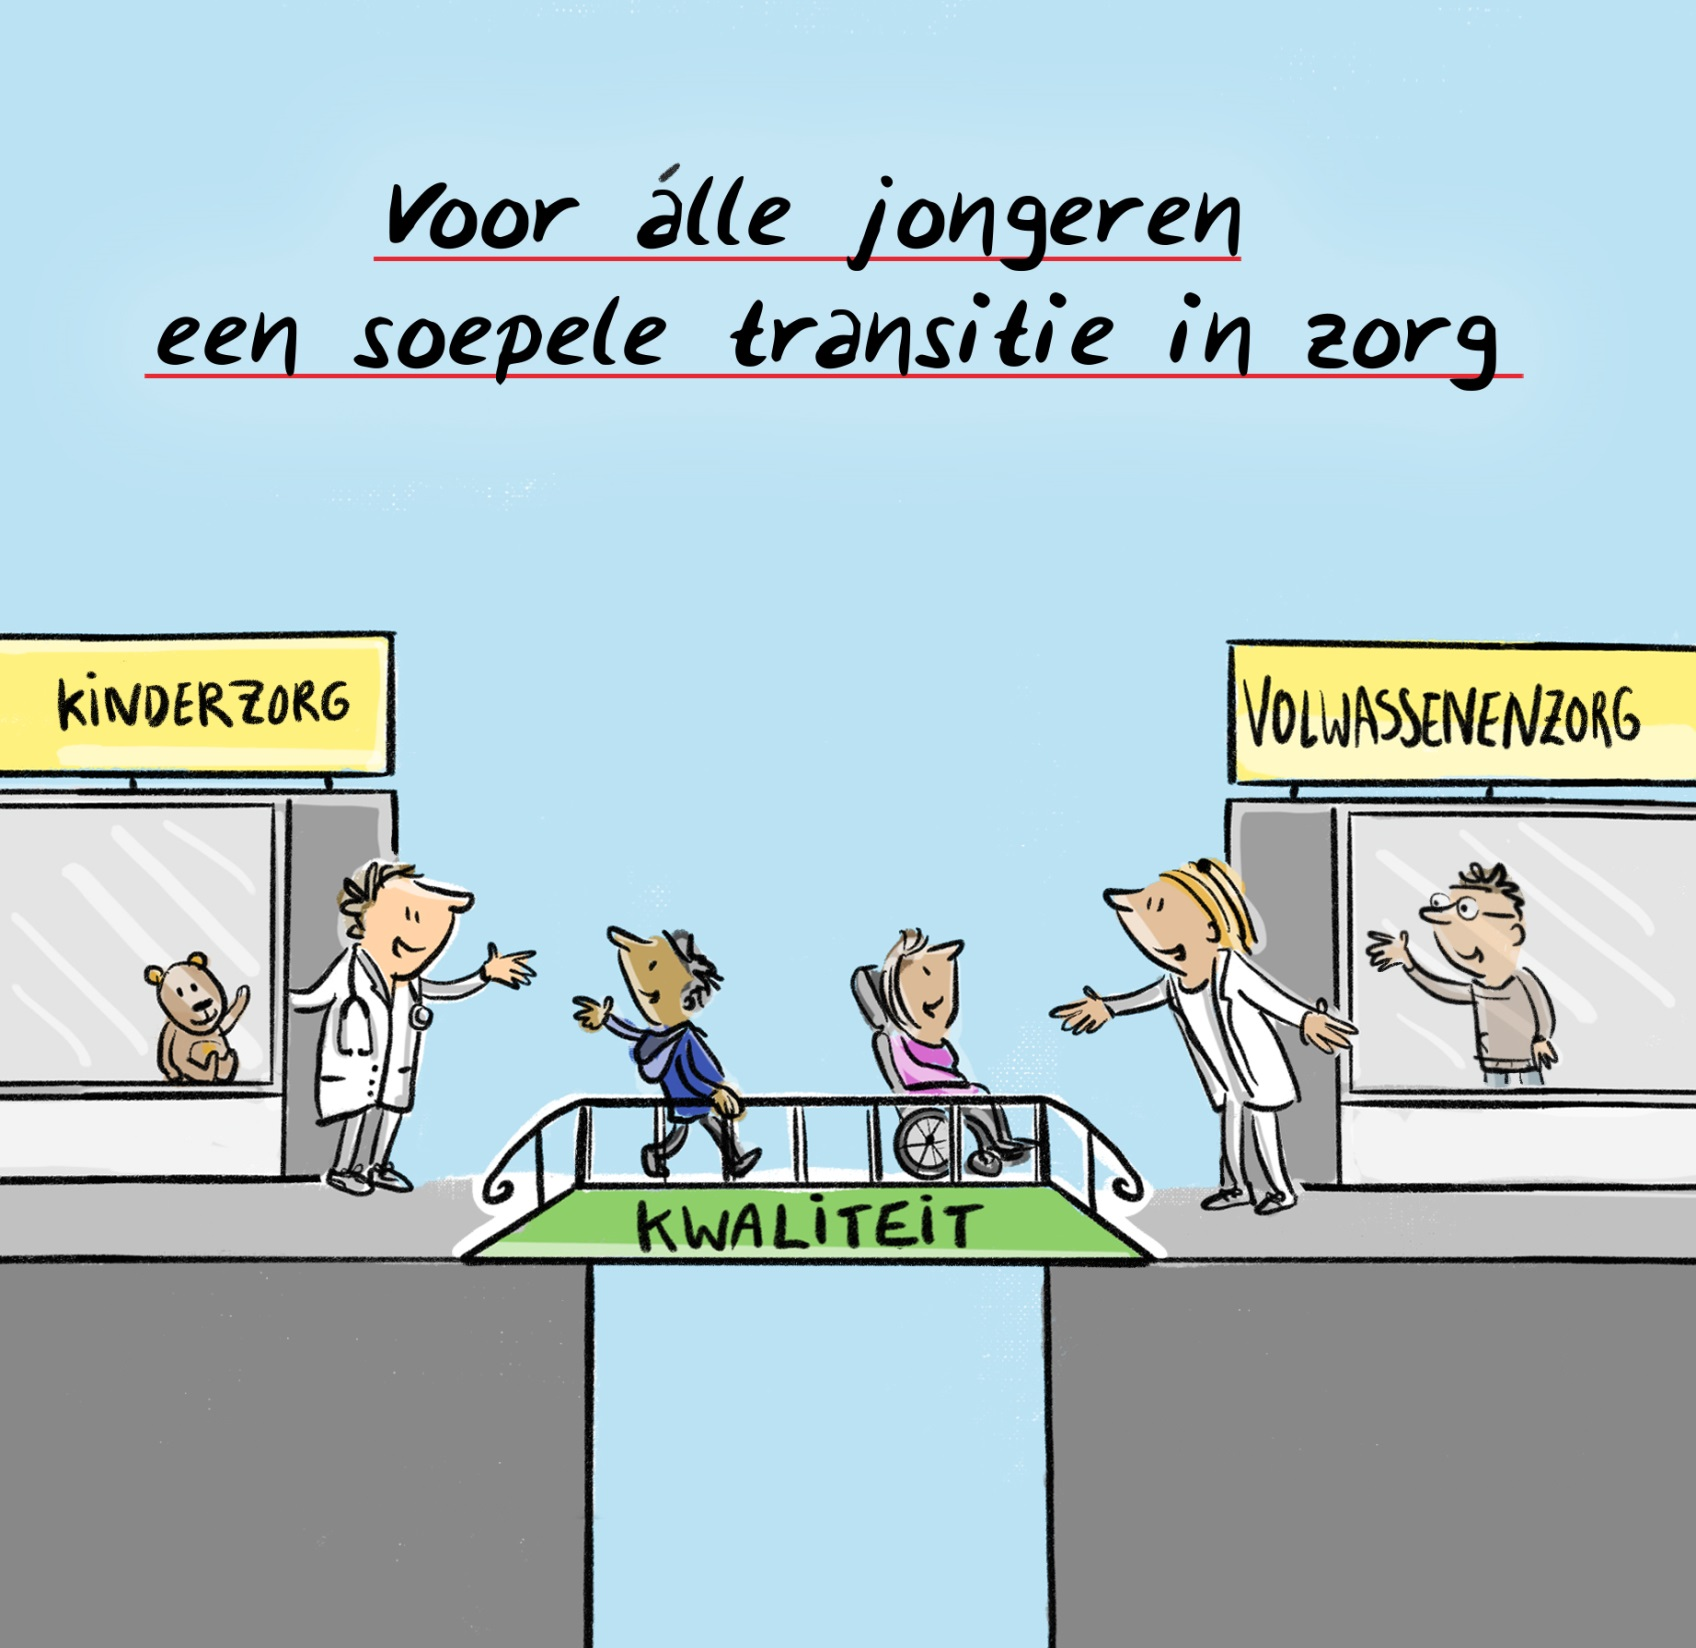 Voor álle jongeren
een soepele transitie in zorg
KINDERZORG
VOLWASSENENZORG
KWALITEIT